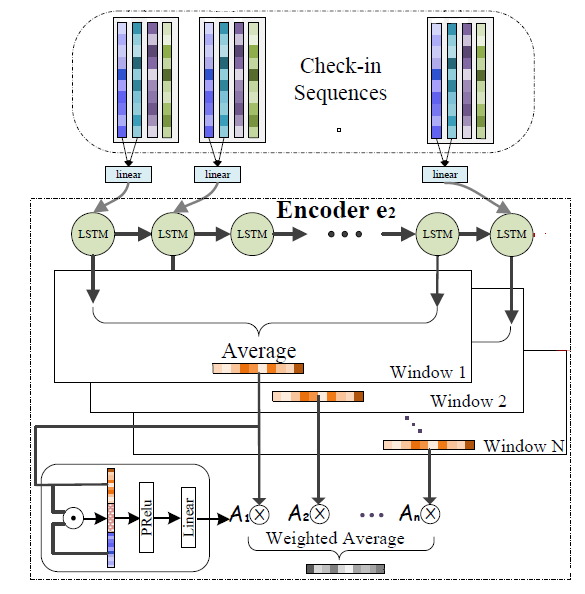 Check-in
Sequences
linear
linear
linear
Encoder e2
LSTM
LSTM
LSTM
LSTM
LSTM
Average
Window 1
Window 2
Window N
PRelu
Linear
A1
A2
An
Weighted Average